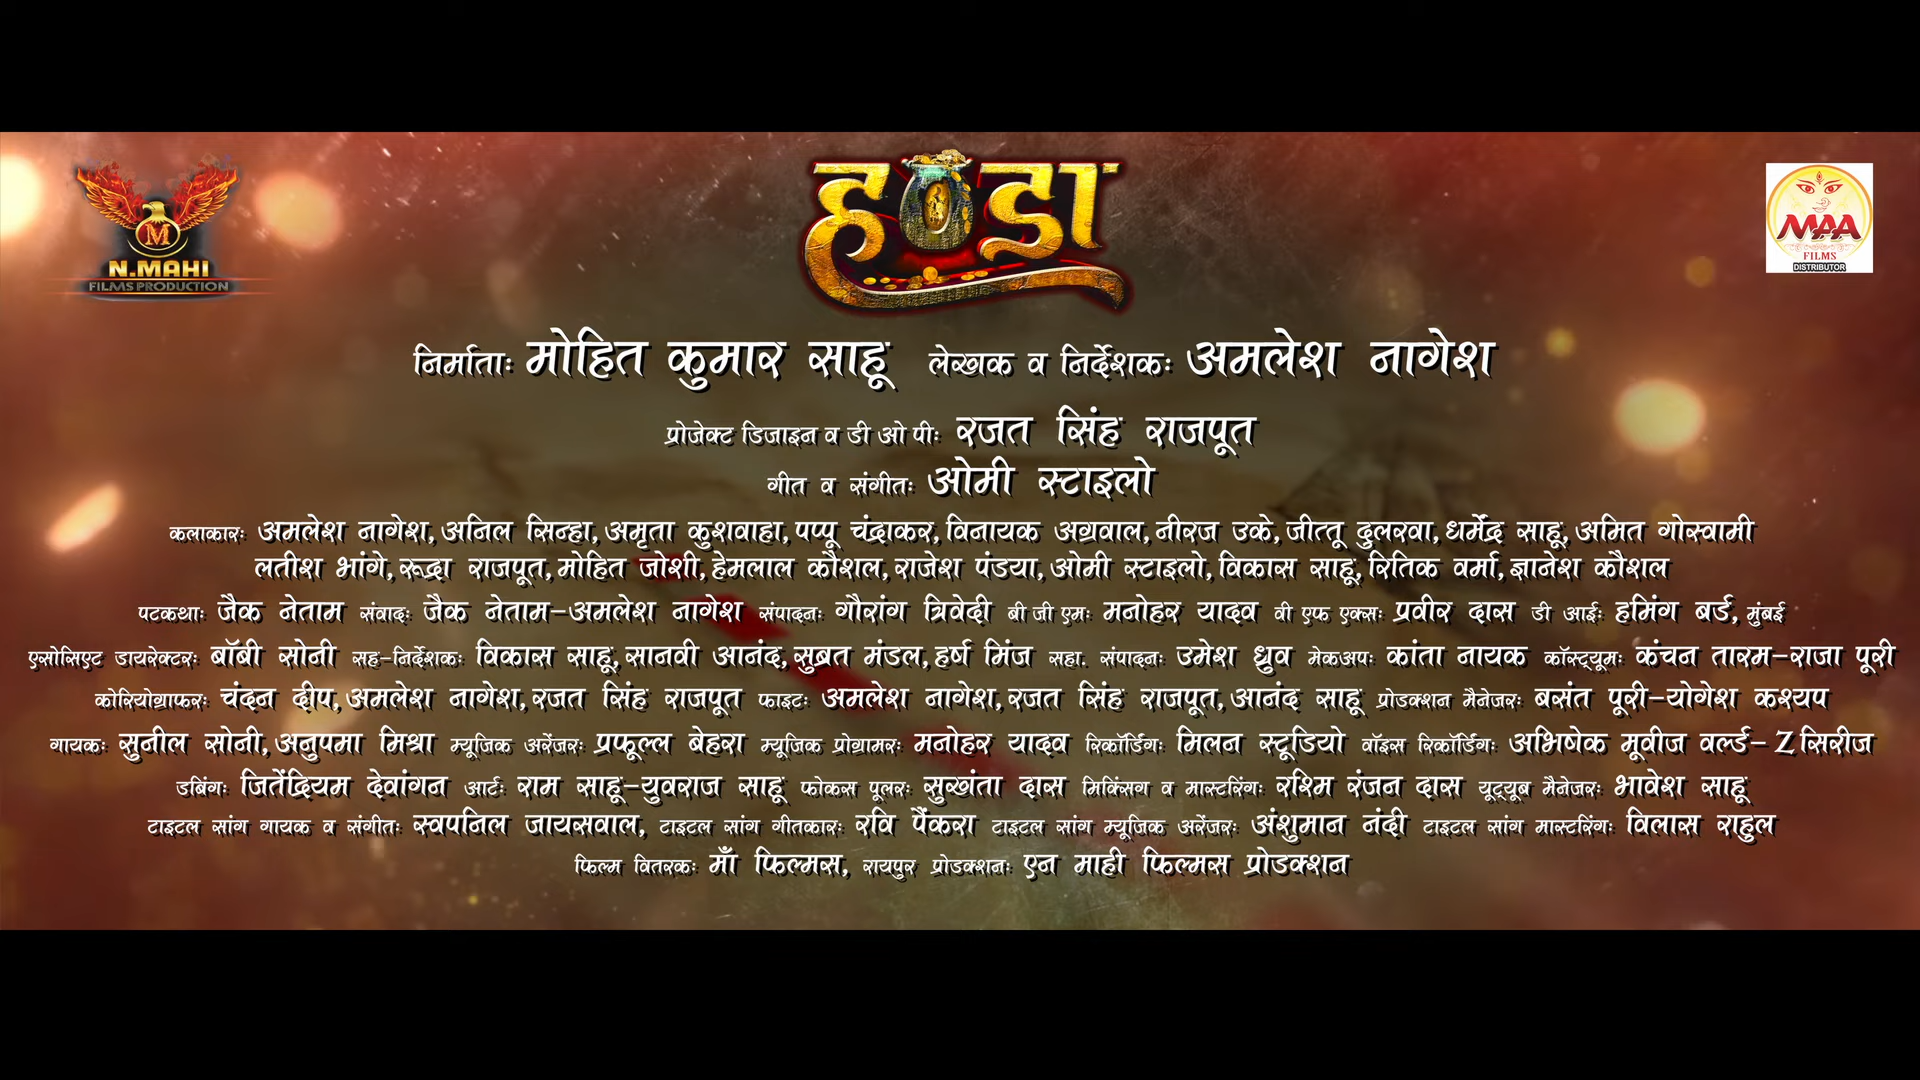 हण्डा
N.MAHI
FILMS PRODUCTION
MAA
FILMS
DISTRIBUTOR
निर्माताः मोहित कुमार साहू लेखक व निर्देशकः अमलेश नागेश
प्रोजेक्ट डिजाइन व डी ओ पीः रजत सिंह राजपूत
गीत व संगीतः ओमी स्टाइलो
कलाकारः अमलेश नागेश, अनिल सिन्हा, अमृता कुशवाहा, पप्पू चंद्राकर, विनायक अग्रवाल, नीरज उके, जीत्तू दुलरवा, धर्मेंद्र साहू, अमित गोस्वामी
लतीश भांगे, रूद्रा राजपूत, मोहित जोशी, हेमलाल कौशल, राजेश पंडया, ओमी स्टाइलो, विकास साहू, रितिक वर्मा, ज्ञानेश कौशल
पटकथाः जैक नेताम संवादः जैक नेताम-अमलेश नागेश संपादनः गौरांग त्रिवेदी बी जी एमः मनोहर यादव वी एफ एक्सः प्रवीर दास डी आईः हमिंग बर्ड, मुंबई
एसोसिएट डायरेक्टरः बॉबी सोनी सह-निर्देशकः विकास साहू, सानवी आनंद, सुब्रत मंडल, हर्ष मिंज सहा. संपादनः उमेश ध्रुव मेकअपः कांता नायक कॉस्ट्यूमः कंचन तारम-राजा पूरी
कोरियोग्राफरः चंदन दीप, अमलेश नागेश, रजत सिंह राजपूत फाइटः अमलेश नागेश, रजत सिंह राजपूत, आनंद साहू प्रोडक्शन मैनेजरः बसंत पूरी-योगेश कश्यप
गायकः सुनील सोनी, अनुपमा मिश्रा म्यूजिक अरेंजरः प्रफूल्ल बेहरा म्यूजिक प्रोग्रामरः मनोहर यादव रिकॉर्डिंगः मिलन स्टूडियो वॉइस रिकॉर्डिंगः अभिषेक मूवीज वर्ल्ड- Z सिरीज
डबिंगः जितेंद्रियम देवांगन आर्टः राम साहू-युवराज साहू फोकस पूलरः सुखंता दास मिक्सिंग व मास्टरिंगः रश्मि रंजन दास यूट्यूब मैनेजरः भावेश साहू
टाइटल सांग गायक व संगीतः स्वपनिल जायसवाल, टाइटल सांग गीतकारः रवि पैंकरा टाइटल सांग म्यूजिक अरेंजरः अंशुमान नंदी टाइटल सांग मास्टरिंगः विलास राहुल
फिल्म वितरकः माँ फिल्मस, रायपुर प्रोडक्शनः एन माही फिल्मस प्रोडक्शन